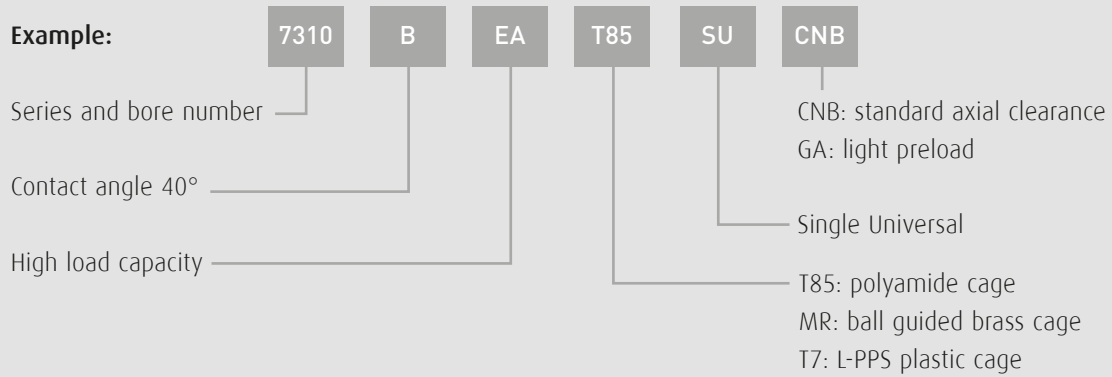 Example: 7310 B EA T85 SU CNB
Series and bore number
CNB: standard axial clearance
GA: light preload
Contact angle 40°
Single Universal
High load capacity
T85: polyamide cage
MR: ball guided brass cage
T7: L-PPS plastic cage